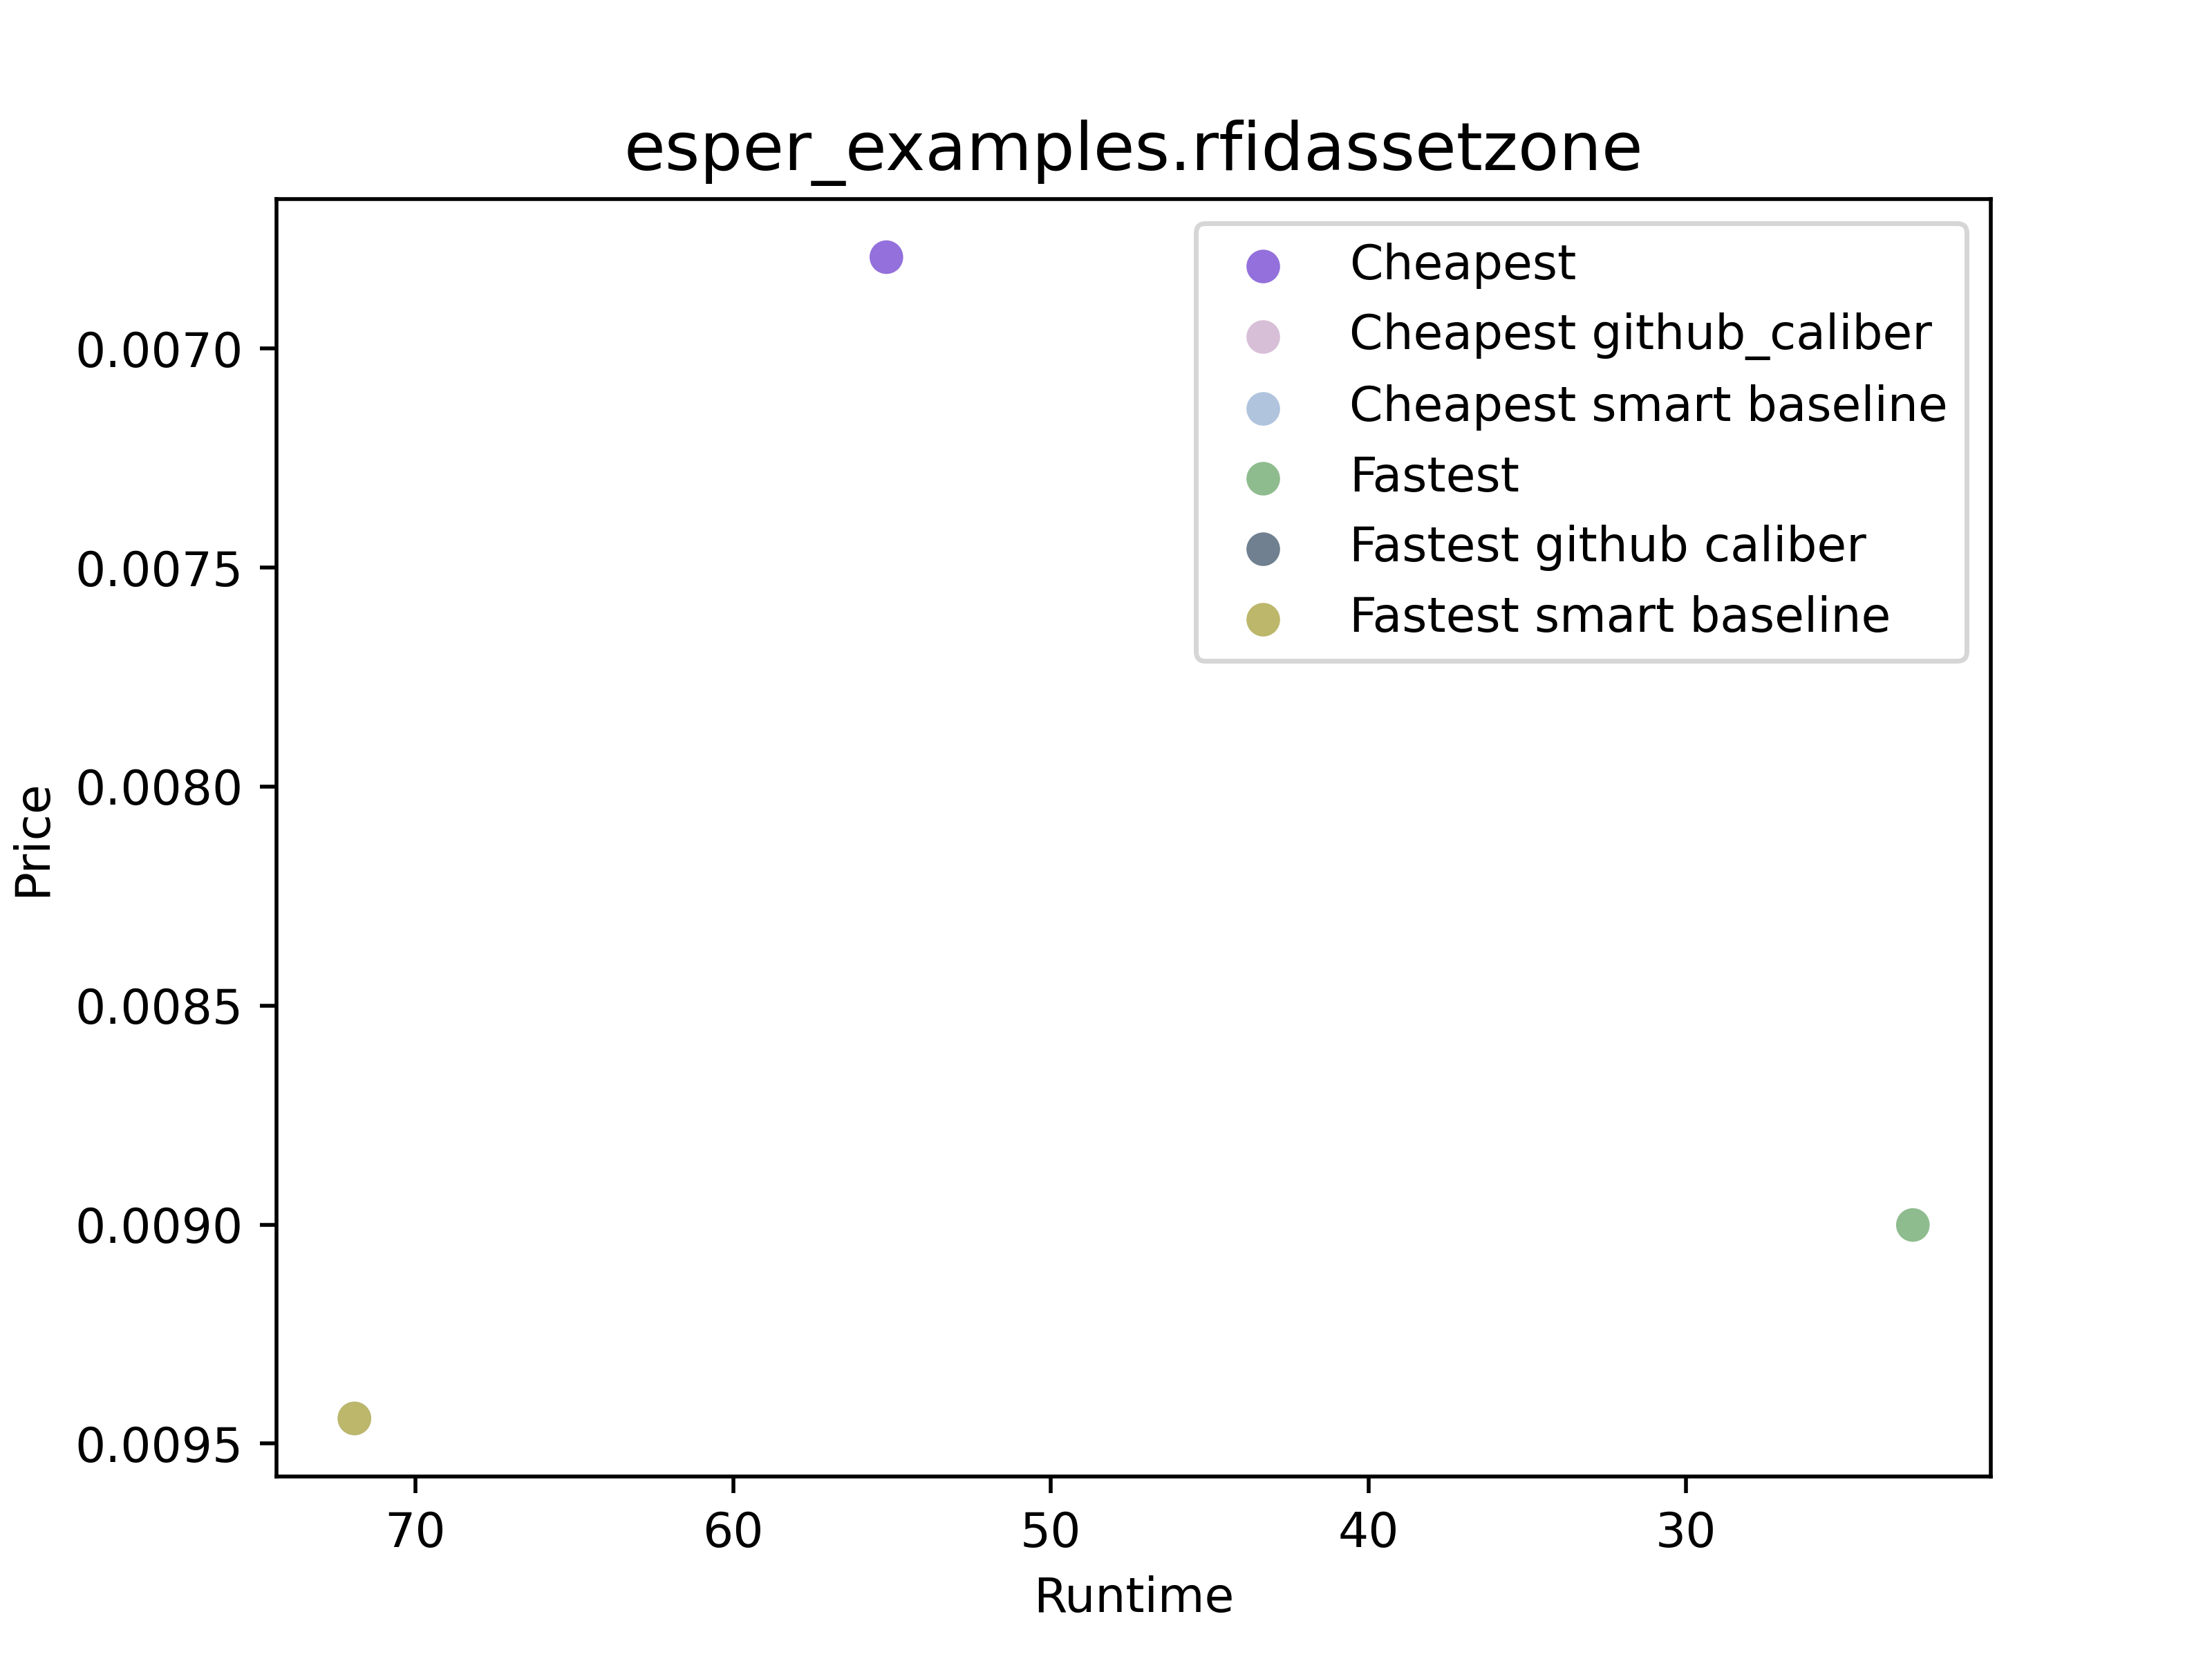 esper_examples.rfidassetzone
Cheapest
Cheapest github_caliber
Cheapest smart baseline
Fastest
Fastest github caliber
Fastest smart baseline
0.0070
0.0075
0.0080
0.0085
0.0090
0.0095
Price
70 60 50 40 30
Runtime